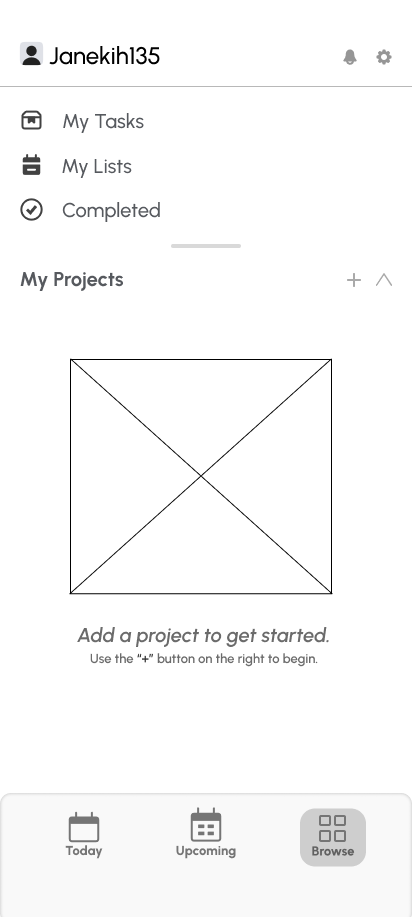 Janekih135
My Tasks
My Lists
Completed
My Projects
Add a project to get started.
Use the “+” button on the right to begin.
Today
Upcoming
Browse